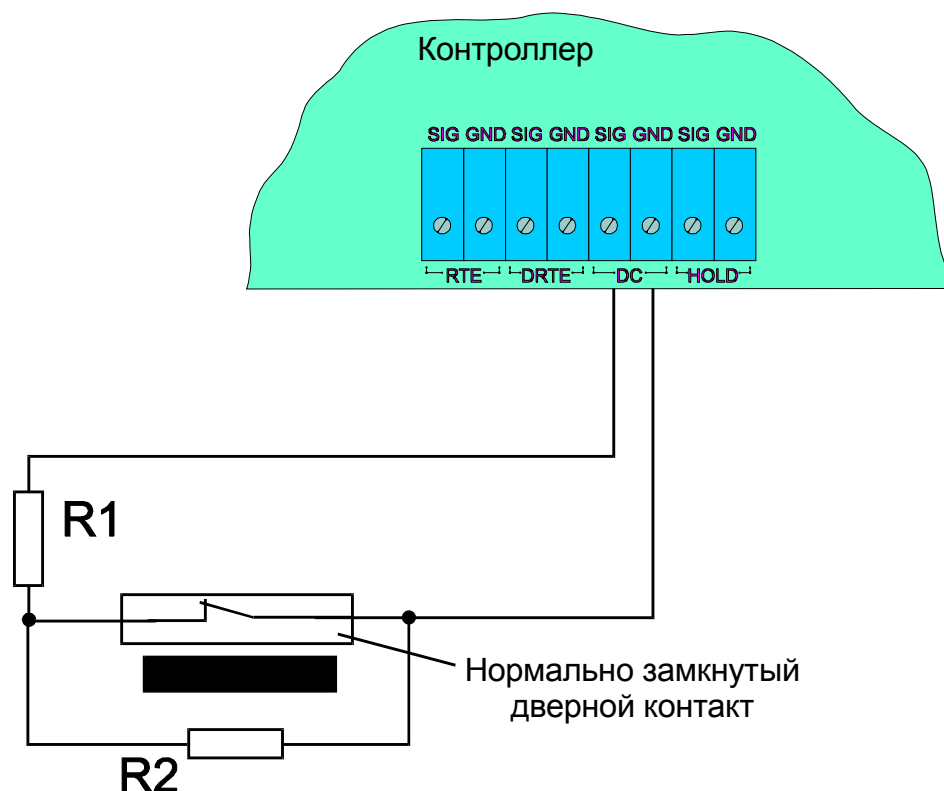 Контроллер
SIG GND SIG GND SIG GND SIG GND
RTE DRTE DC HOLD
R1
Нормально замкнутый
дверной контакт
R2